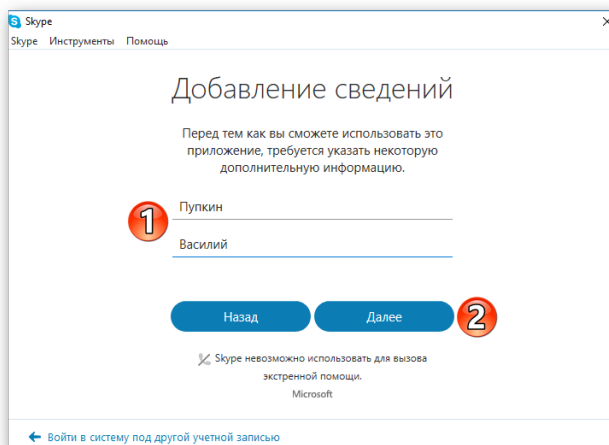 Skype
Skype Инструменты Помощь
Добавление сведений
Перед тем как вы сможете использовать это
приложение, требуется указать некоторую
дополнительную информацию.
Пупкин
1
Василий
Назад Далее 2
Skype невозможно использовать для вызова
экстренной помощи.
Microsoft
Войти в систему под другой учетной записью